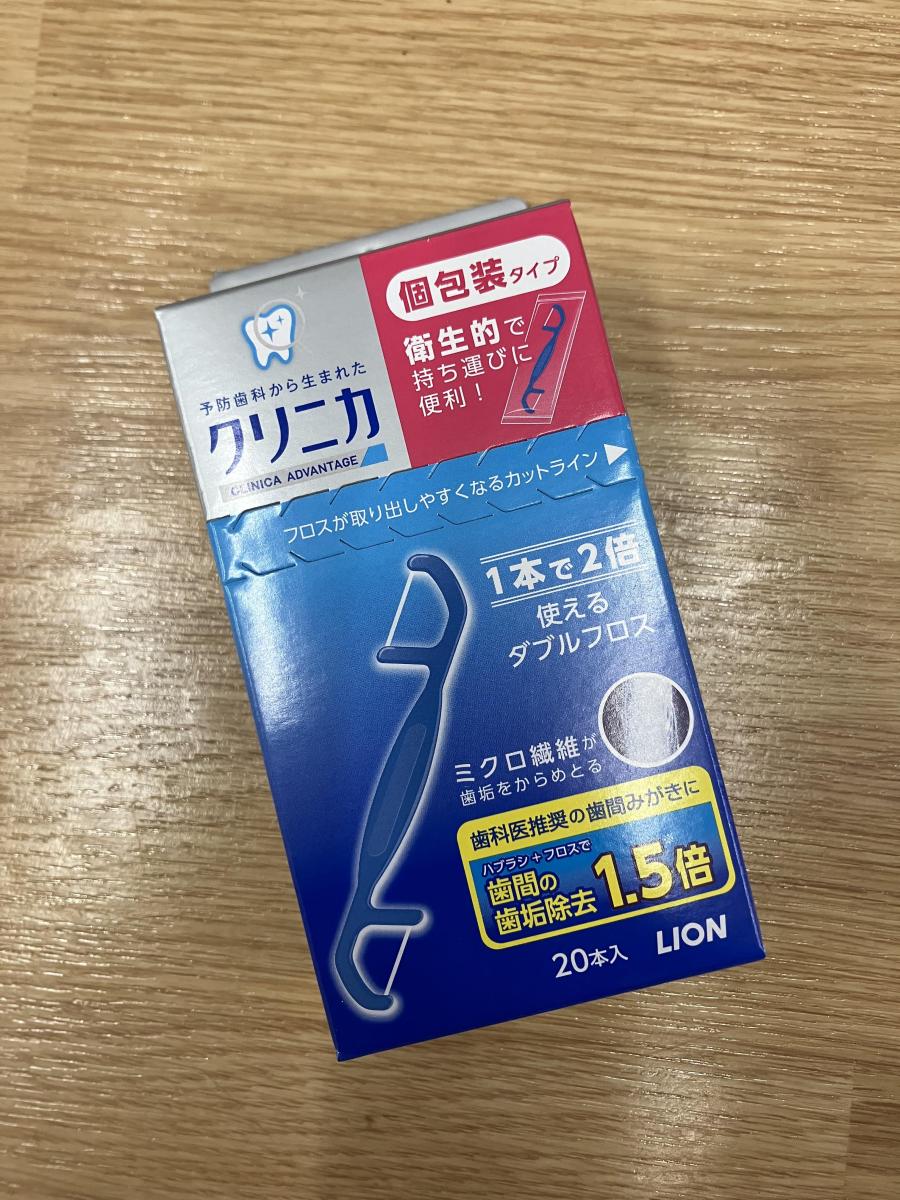 個包装タイプ
衛生的で
持ち運びに
便利！
予防歯科から生まれた
クリニカ
CLINICA ADVANTAGE
フロスが取り出しやすくなるカットライン
1本で2倍
使える
ダブルフロス
ミクロ繊維が
歯垢をからめとる
歯科医推奨の歯間みがきに
ハブラシ+フロスで
歯間の
歯垢除去1.5倍
20本入
LION